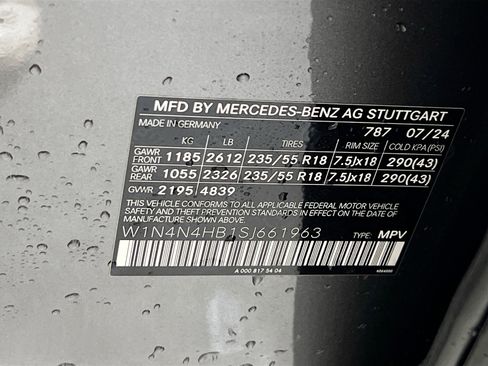 MFD BY MERCEDES-BENZ AG STUTTGART
MADE IN GERMANY 787 07/24
KG LB TIRES RIM SIZE COLD KPA(PSI)
GAWR FRONT 1185 2612 235/55 R18 7.5Jx18 290(43)
GAWR REAR 1055 2326 235/55 R18 7.5Jx18 290(43)
GVWR 2195 4839
THIS VEHICLE CONFORMS TO ALL APPLICABLE FEDERAL MOTOR VEHICLE
SAFETY AND THEFT PREVENTION STANDARDS IN EFFECT ON THE DATE OF
MANUFACTURE SHOWN ABOVE.
W1N4N4HB1SJ661963 TYPE: MPV
A 000 817 54 04